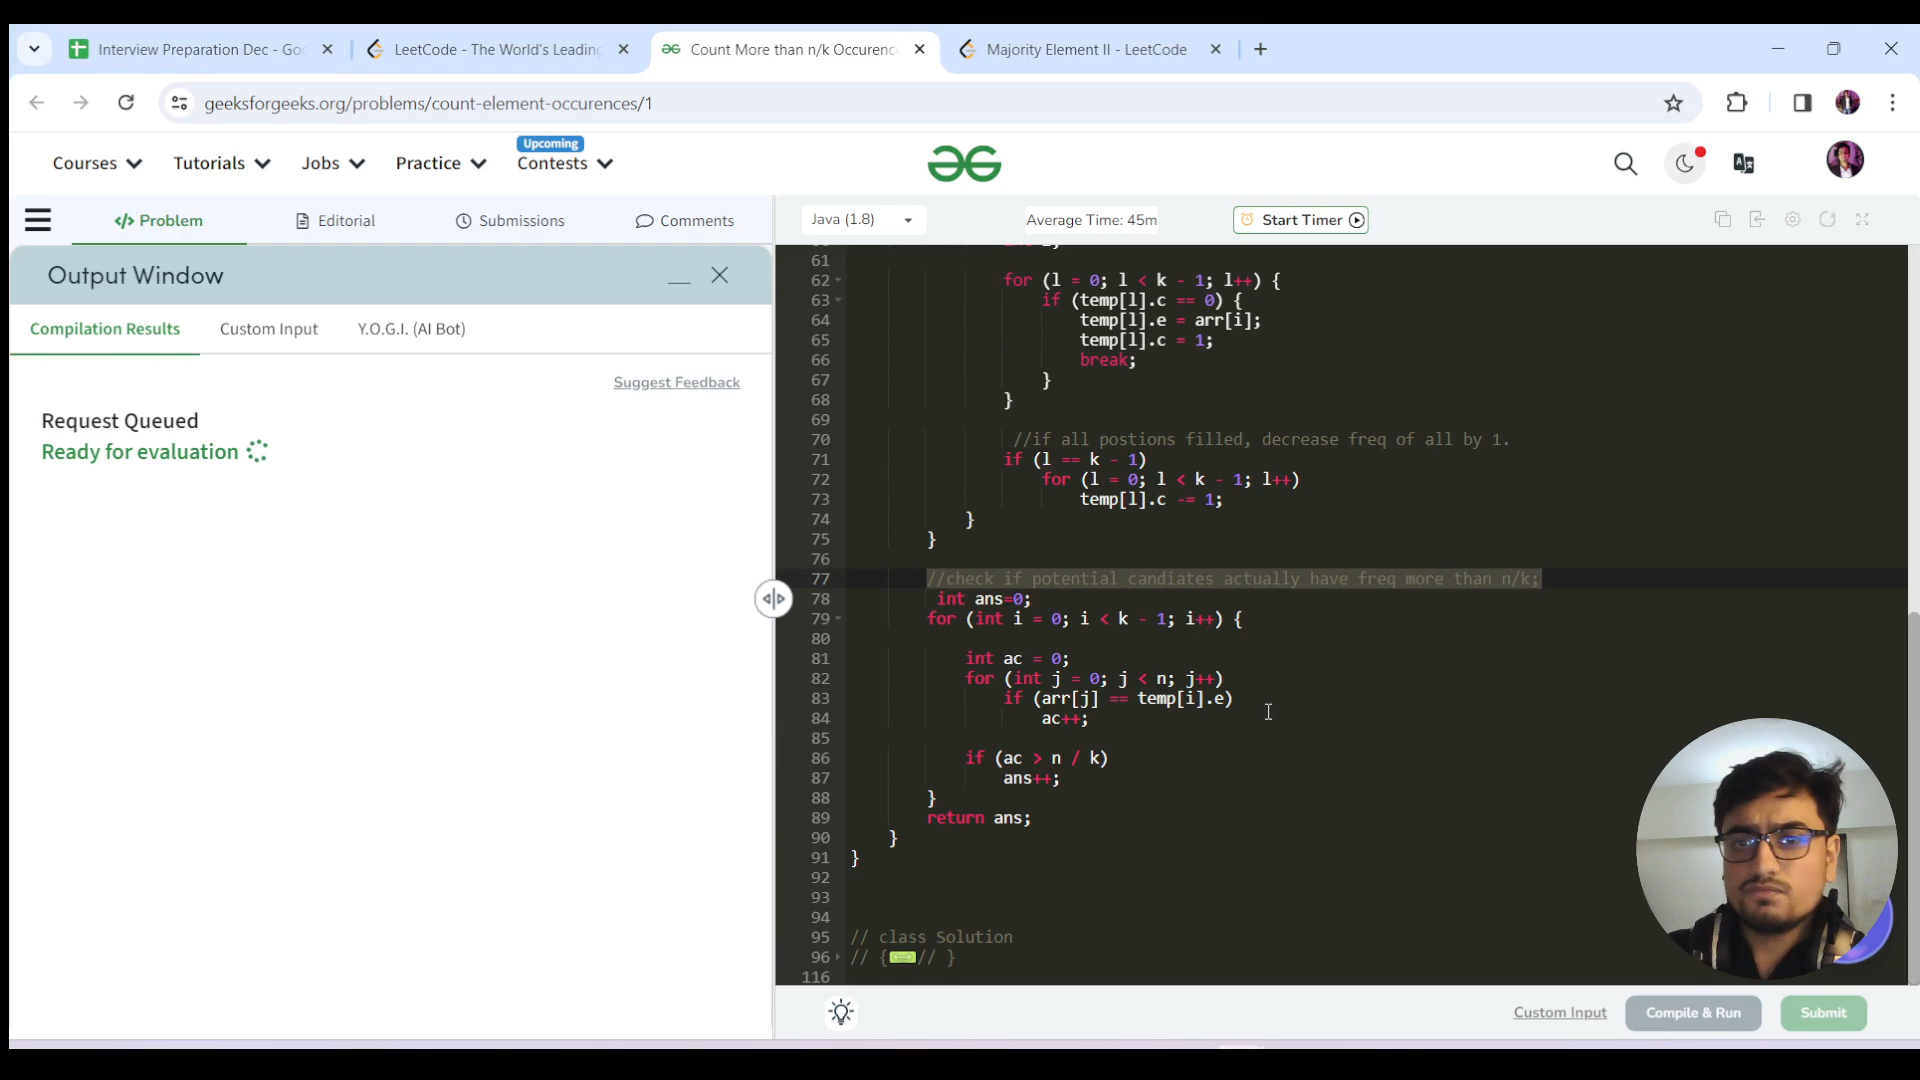 Interview Preparation Dec - Goo
LeetCode - The World's Leading
Count More than n/k Occurence
Majority Element II - LeetCode
geeksforgeeks.org/problems/count-element-occurences/1
Courses
Tutorials
Jobs
Practice
Upcoming
Contests
</> Problem
Editorial
Submissions
Comments
Java (1.8)
Average Time: 45m
Start Timer
Output Window
Compilation Results
Custom Input
Y.O.G.I. (AI Bot)
Suggest Feedback
Request Queued
Ready for evaluation
61
62 for (l = 0; l < k - 1; l++) {
63 if (temp[l].c == 0) {
64 temp[l].e = arr[i];
65 temp[l].c = 1;
66 break;
67 }
68 }
69
70 //if all postions filled, decrease freq of all by 1.
71 if (l == k - 1)
72 for (l = 0; l < k - 1; l++)
73 temp[l].c -= 1;
74 }
75 }
76
77 //check if potential candiates actually have freq more than n/k;
78 int ans=0;
79 for (int i = 0; i < k - 1; i++) {
80
81 int ac = 0;
82 for (int j = 0; j < n; j++)
83 if (arr[j] == temp[i].e)
84 ac++;
85
86 if (ac > n / k)
87 ans++;
88 }
89 return ans;
90 }
91 }
92
93
94
95 // class Solution
96 // { // }
116
Custom Input
Compile & Run
Submit